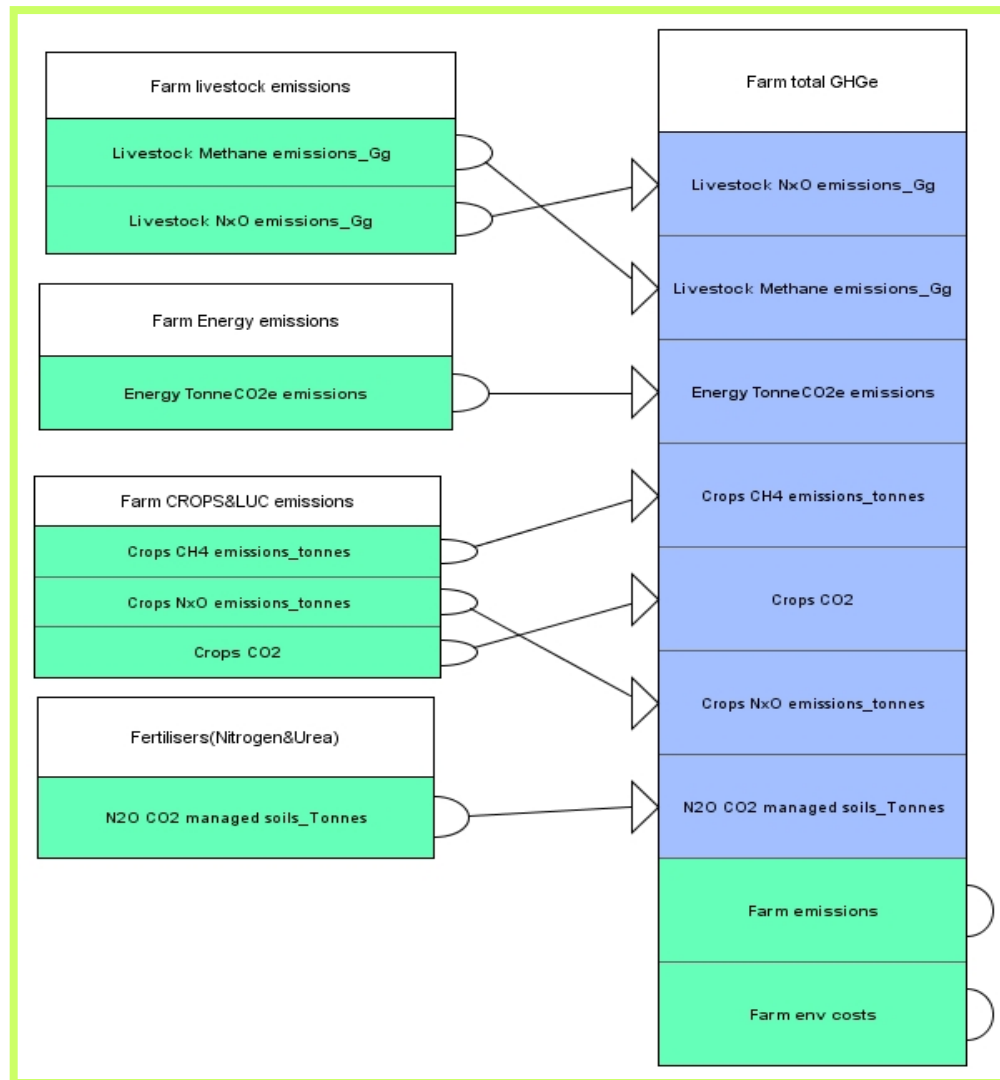 Farm livestock emissions
Livestock Methane emissions_Gg
Livestock NxO emissions_Gg
Farm Energy emissions
Energy TonneCO2e emissions
Farm CROPS&LUC emissions
Crops CH4 emissions_tonnes
Crops NxO emissions_tonnes
Crops CO2
Fertilisers(Nitrogen&Urea)
N2O CO2 managed soils_Tonnes
Farm total GHGe
Livestock NxO emissions_Gg
Livestock Methane emissions_Gg
Energy TonneCO2e emissions
Crops CH4 emissions_tonnes
Crops CO2
Crops NxO emissions_tonnes
N2O CO2 managed soils_Tonnes
Farm emissions
Farm env costs